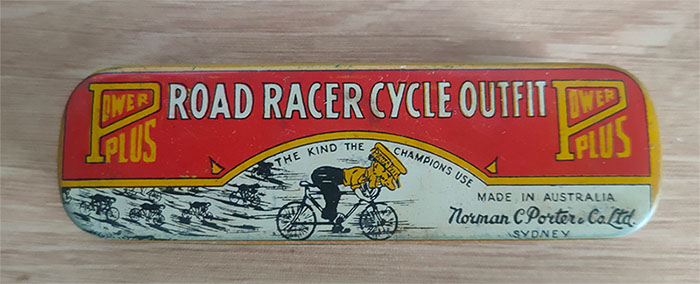 POWER PLUS
ROAD RACER CYCLE OUTFIT
POWER PLUS
THE KIND THE CHAMPIONS USE
MADE IN AUSTRALIA
Norman C. Porter & Co. Ltd.
SYDNEY